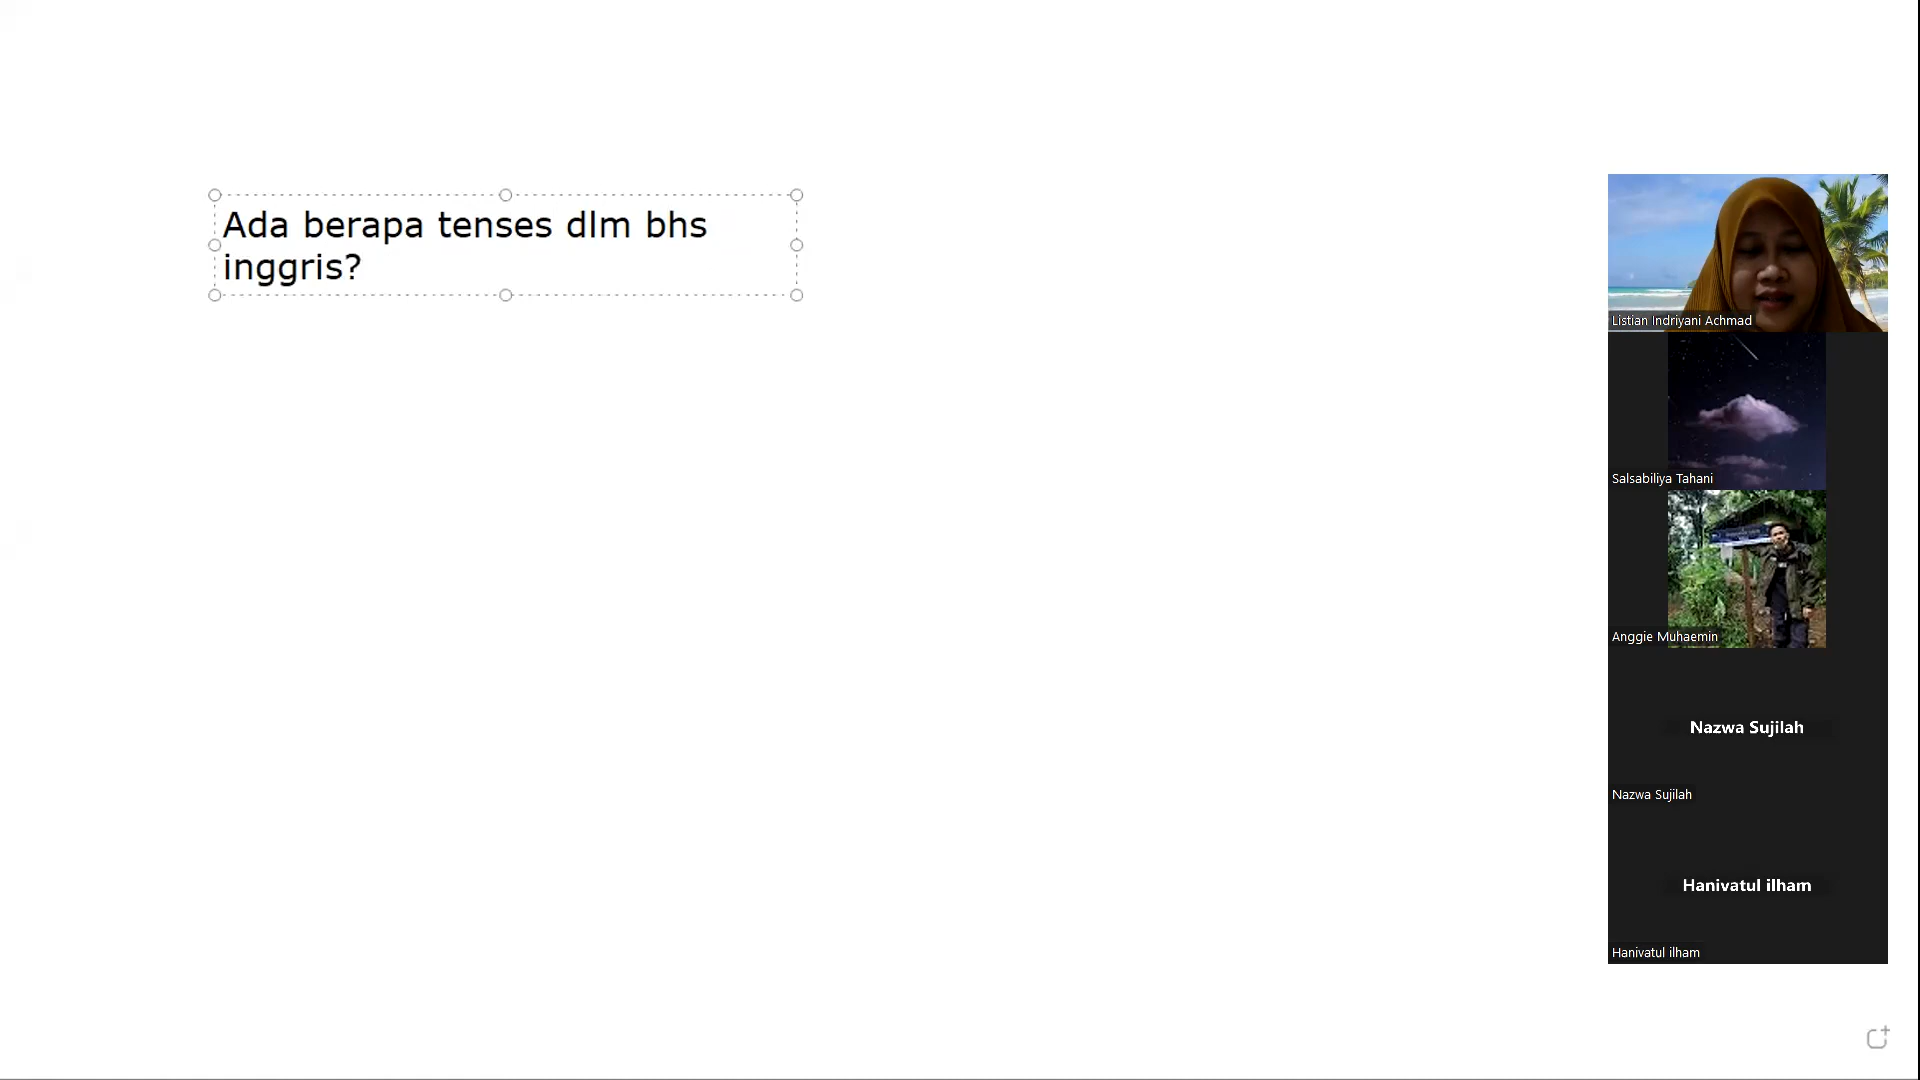 Ada berapa tenses dlm bhs
inggris?
Listian Indriyani Achmad
Salsabiliya Tahani
Anggie Muhaemin
Nazwa Sujilah
Nazwa Sujilah
Hanivatul ilham
Hanivatul ilham